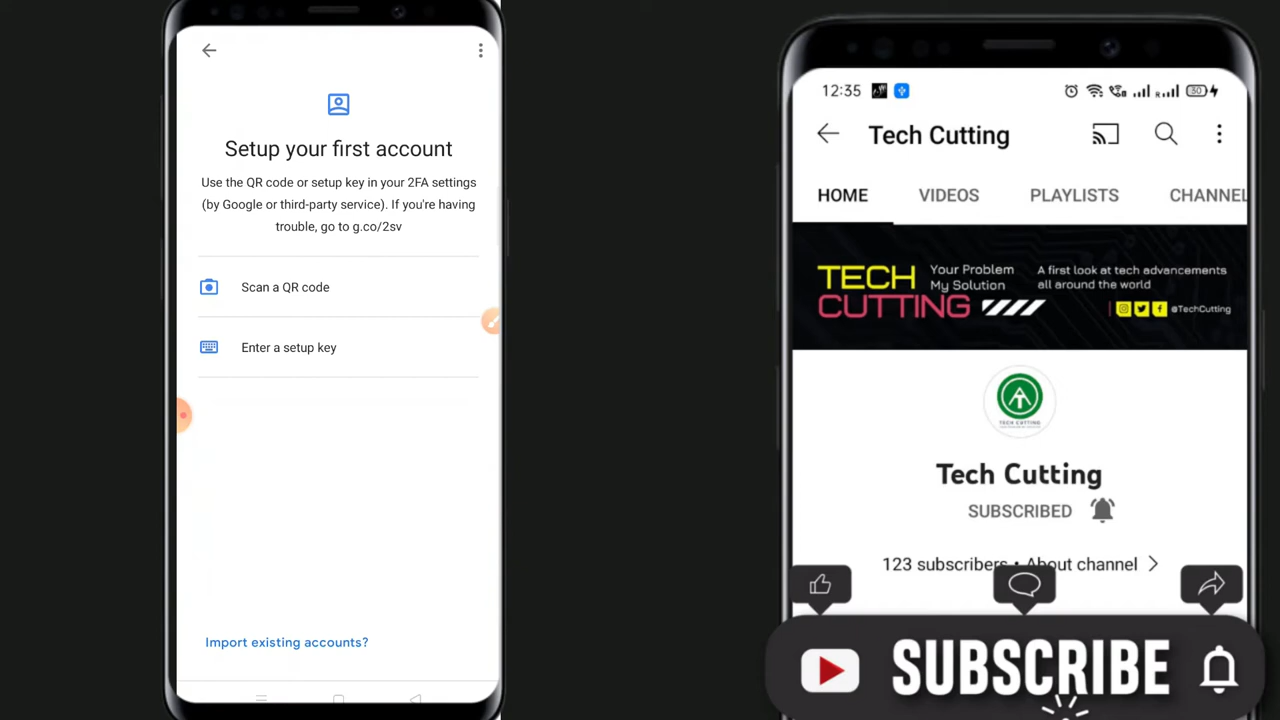 Setup your first account
Use the QR code or setup key in your 2FA settings
(by Google or third-party service). If you're having
trouble, go to g.co/2sv
Scan a QR code
Enter a setup key
Import existing accounts?
12:35
30
Tech Cutting
HOME VIDEOS PLAYLISTS CHANNEL
TECH
CUTTING
Your Problem
My Solution
A first look at tech advancements
all around the world
@TechCutting
TECH CUTTING
Tech Cutting
SUBSCRIBED
123 subscribers • About channel
SUBSCRIBE